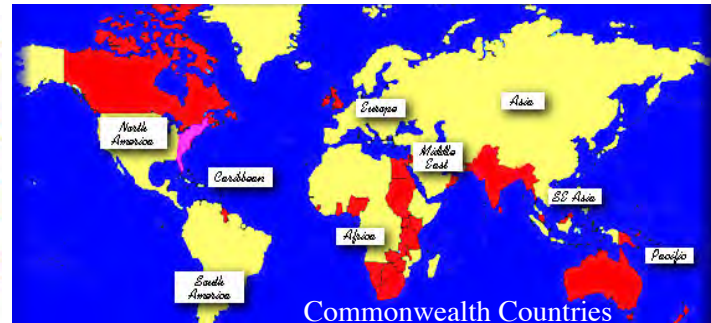 Europe
Asia
North
America
Middle
East
Caribbean
SE Asia
Africa
Pacific
South
America
Commonwealth Countries